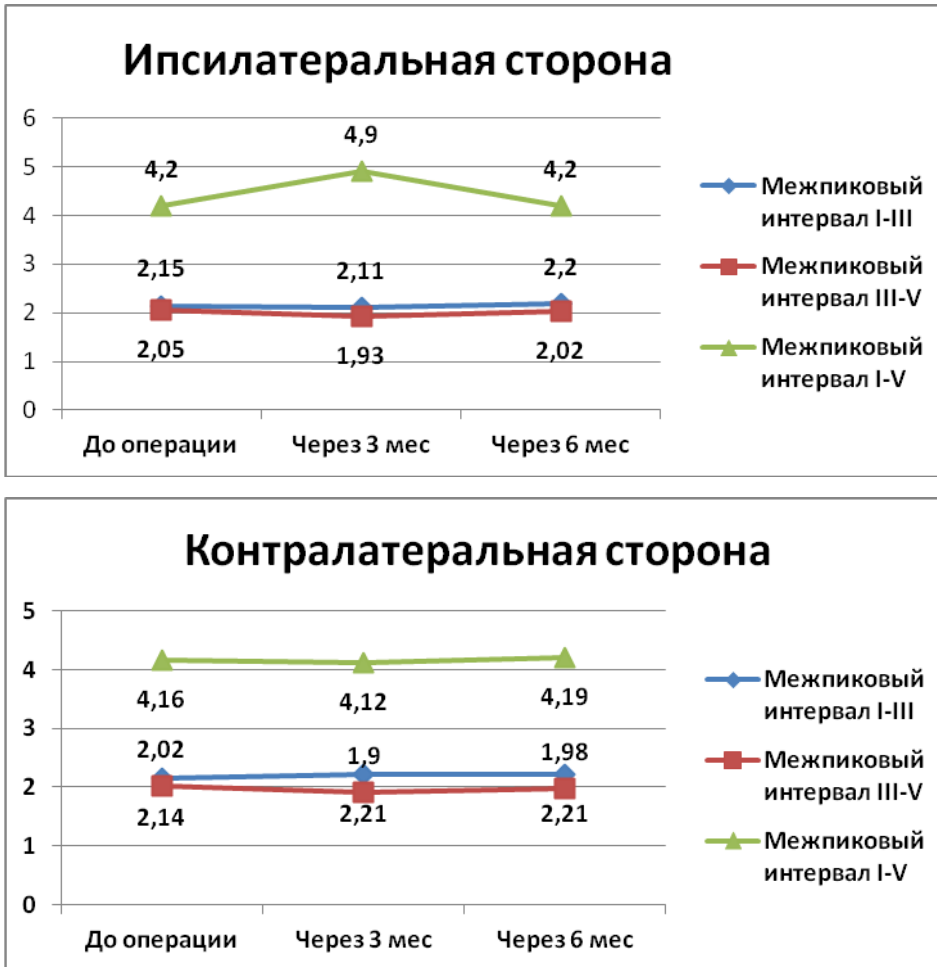 Ипсилатеральная сторона
6
5
4
3
2
1
0
4,2
4,9
4,2
2,15
2,11
2,2
2,05
1,93
2,02
До операции
Через 3 мес
Через 6 мес
Межпиковый
интервал I-III
Межпиковый
интервал III-V
Межпиковый
интервал I-V
Контралатеральная сторона
5
4
3
2
1
0
4,16
4,12
4,19
2,02
1,9
1,98
2,14
2,21
2,21
До операции
Через 3 мес
Через 6 мес
Межпиковый
интервал I-III
Межпиковый
интервал III-V
Межпиковый
интервал I-V